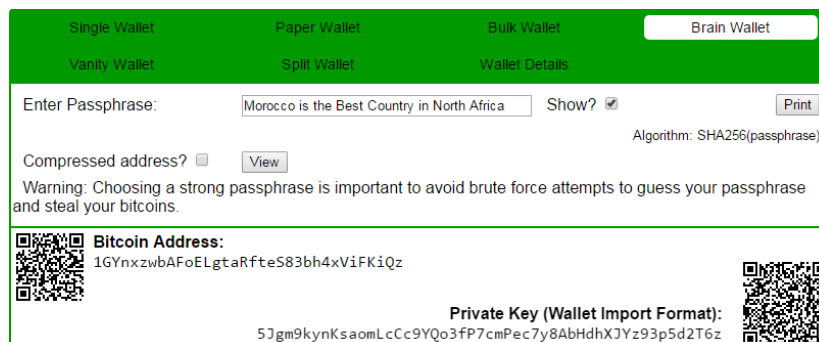 Single Wallet Paper Wallet Bulk Wallet Brain Wallet
Vanity Wallet Split Wallet Wallet Details
Enter Passphrase: Morocco is the Best Country in North Africa Show? Print
Algorithm: SHA256(passphrase)
Compressed address? View
Warning: Choosing a strong passphrase is important to avoid brute force attempts to guess your passphrase
and steal your bitcoins.
Bitcoin Address:
1GYnxzwbAFoELgtaRfteS83bh4xViFKiQz
Private Key (Wallet Import Format):
5Jgm9kynKsaomLcCc9YQo3fP7cmPec7y8AbHdhXJYz93p5d2T6z